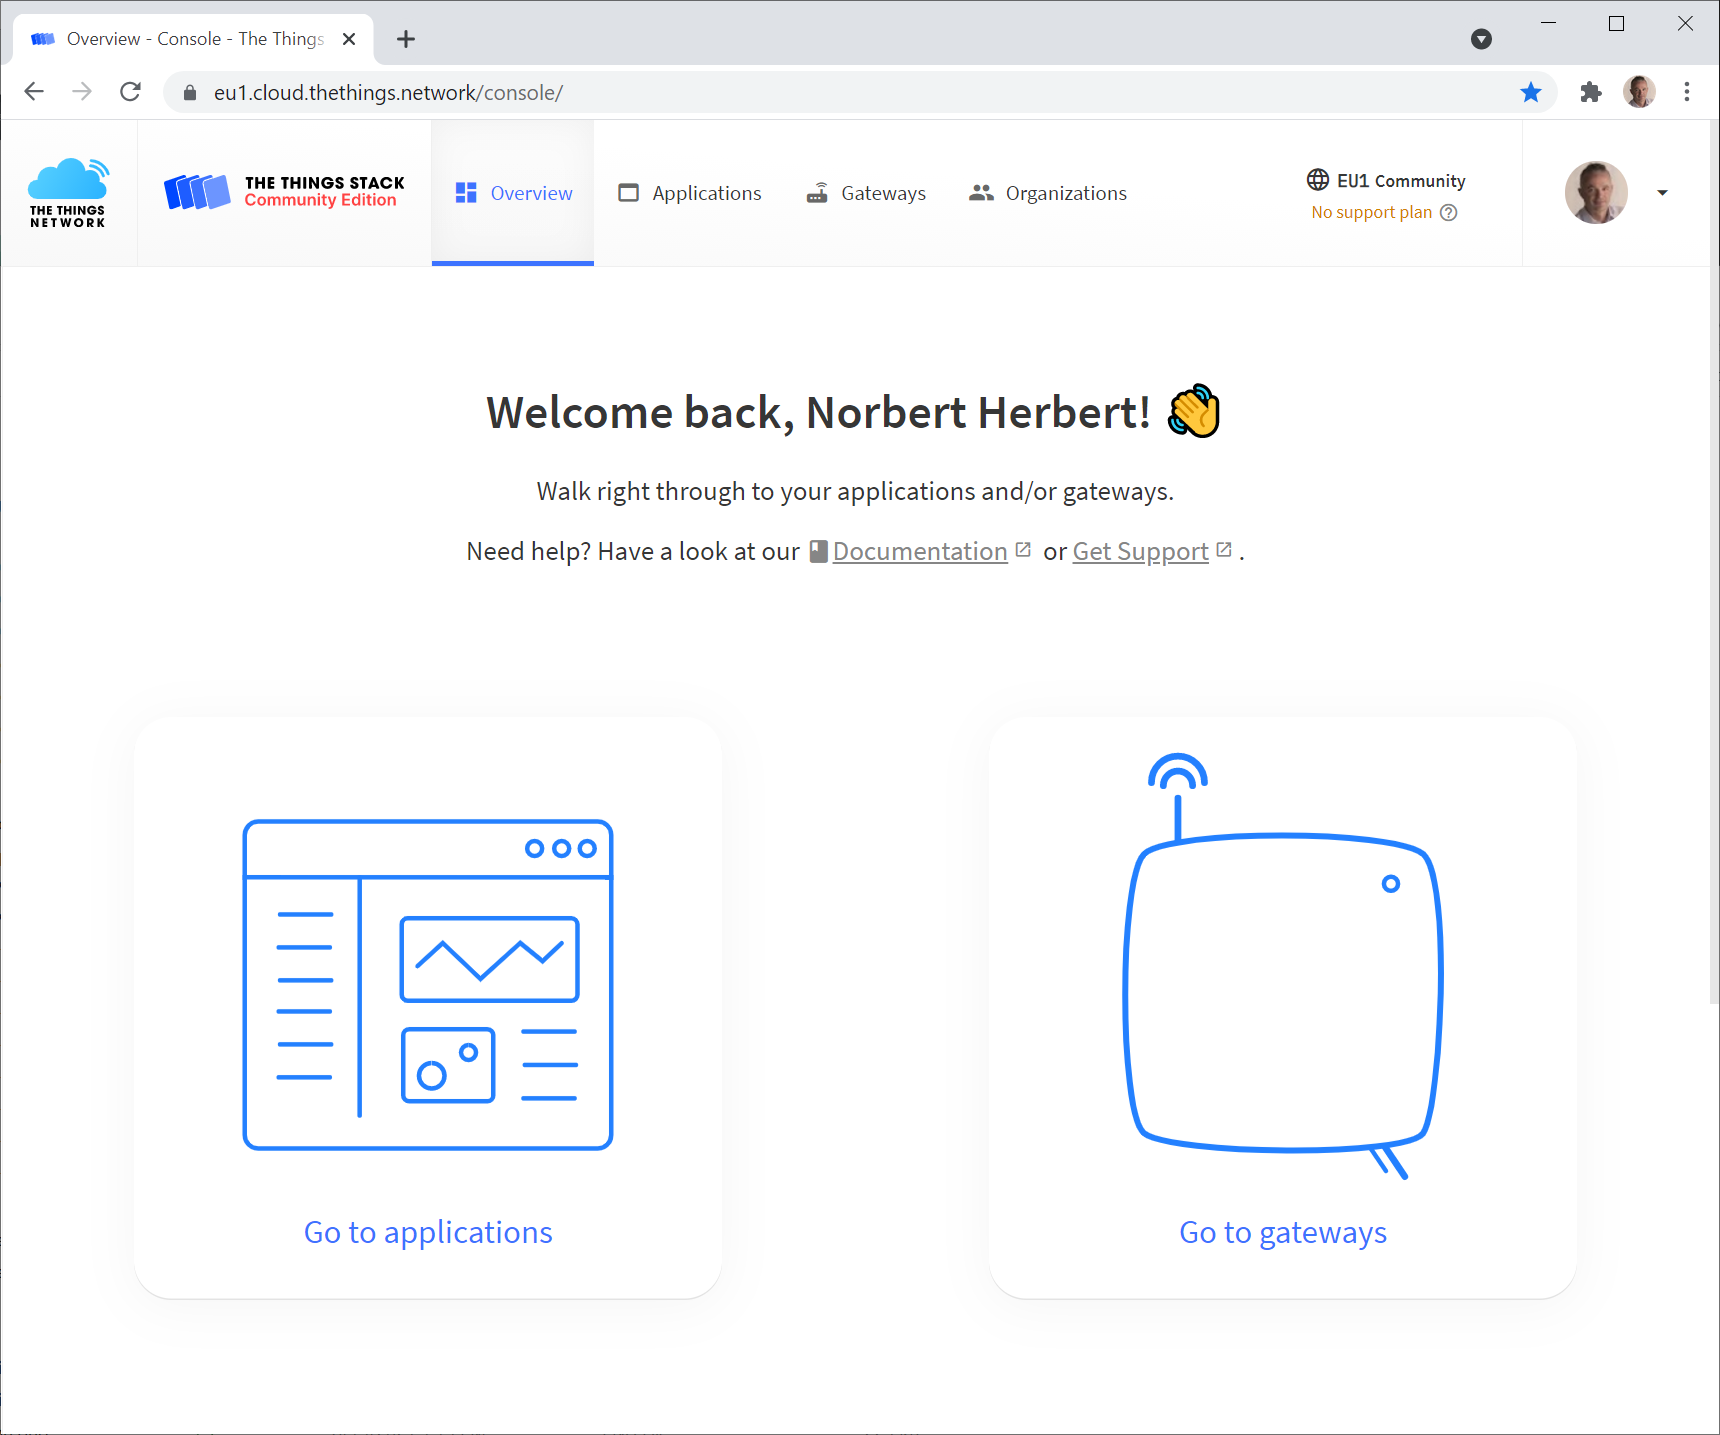 Overview - Console - The Things
eu1.cloud.thethings.network/console/
THE THINGS
NETWORK
THE THINGS STACK
Community Edition
Overview
Applications
Gateways
Organizations
EU1 Community
No support plan
Welcome back, Norbert Herbert!
Walk right through to your applications and/or gateways.
Need help? Have a look at our Documentation or Get Support .
Go to applications
Go to gateways